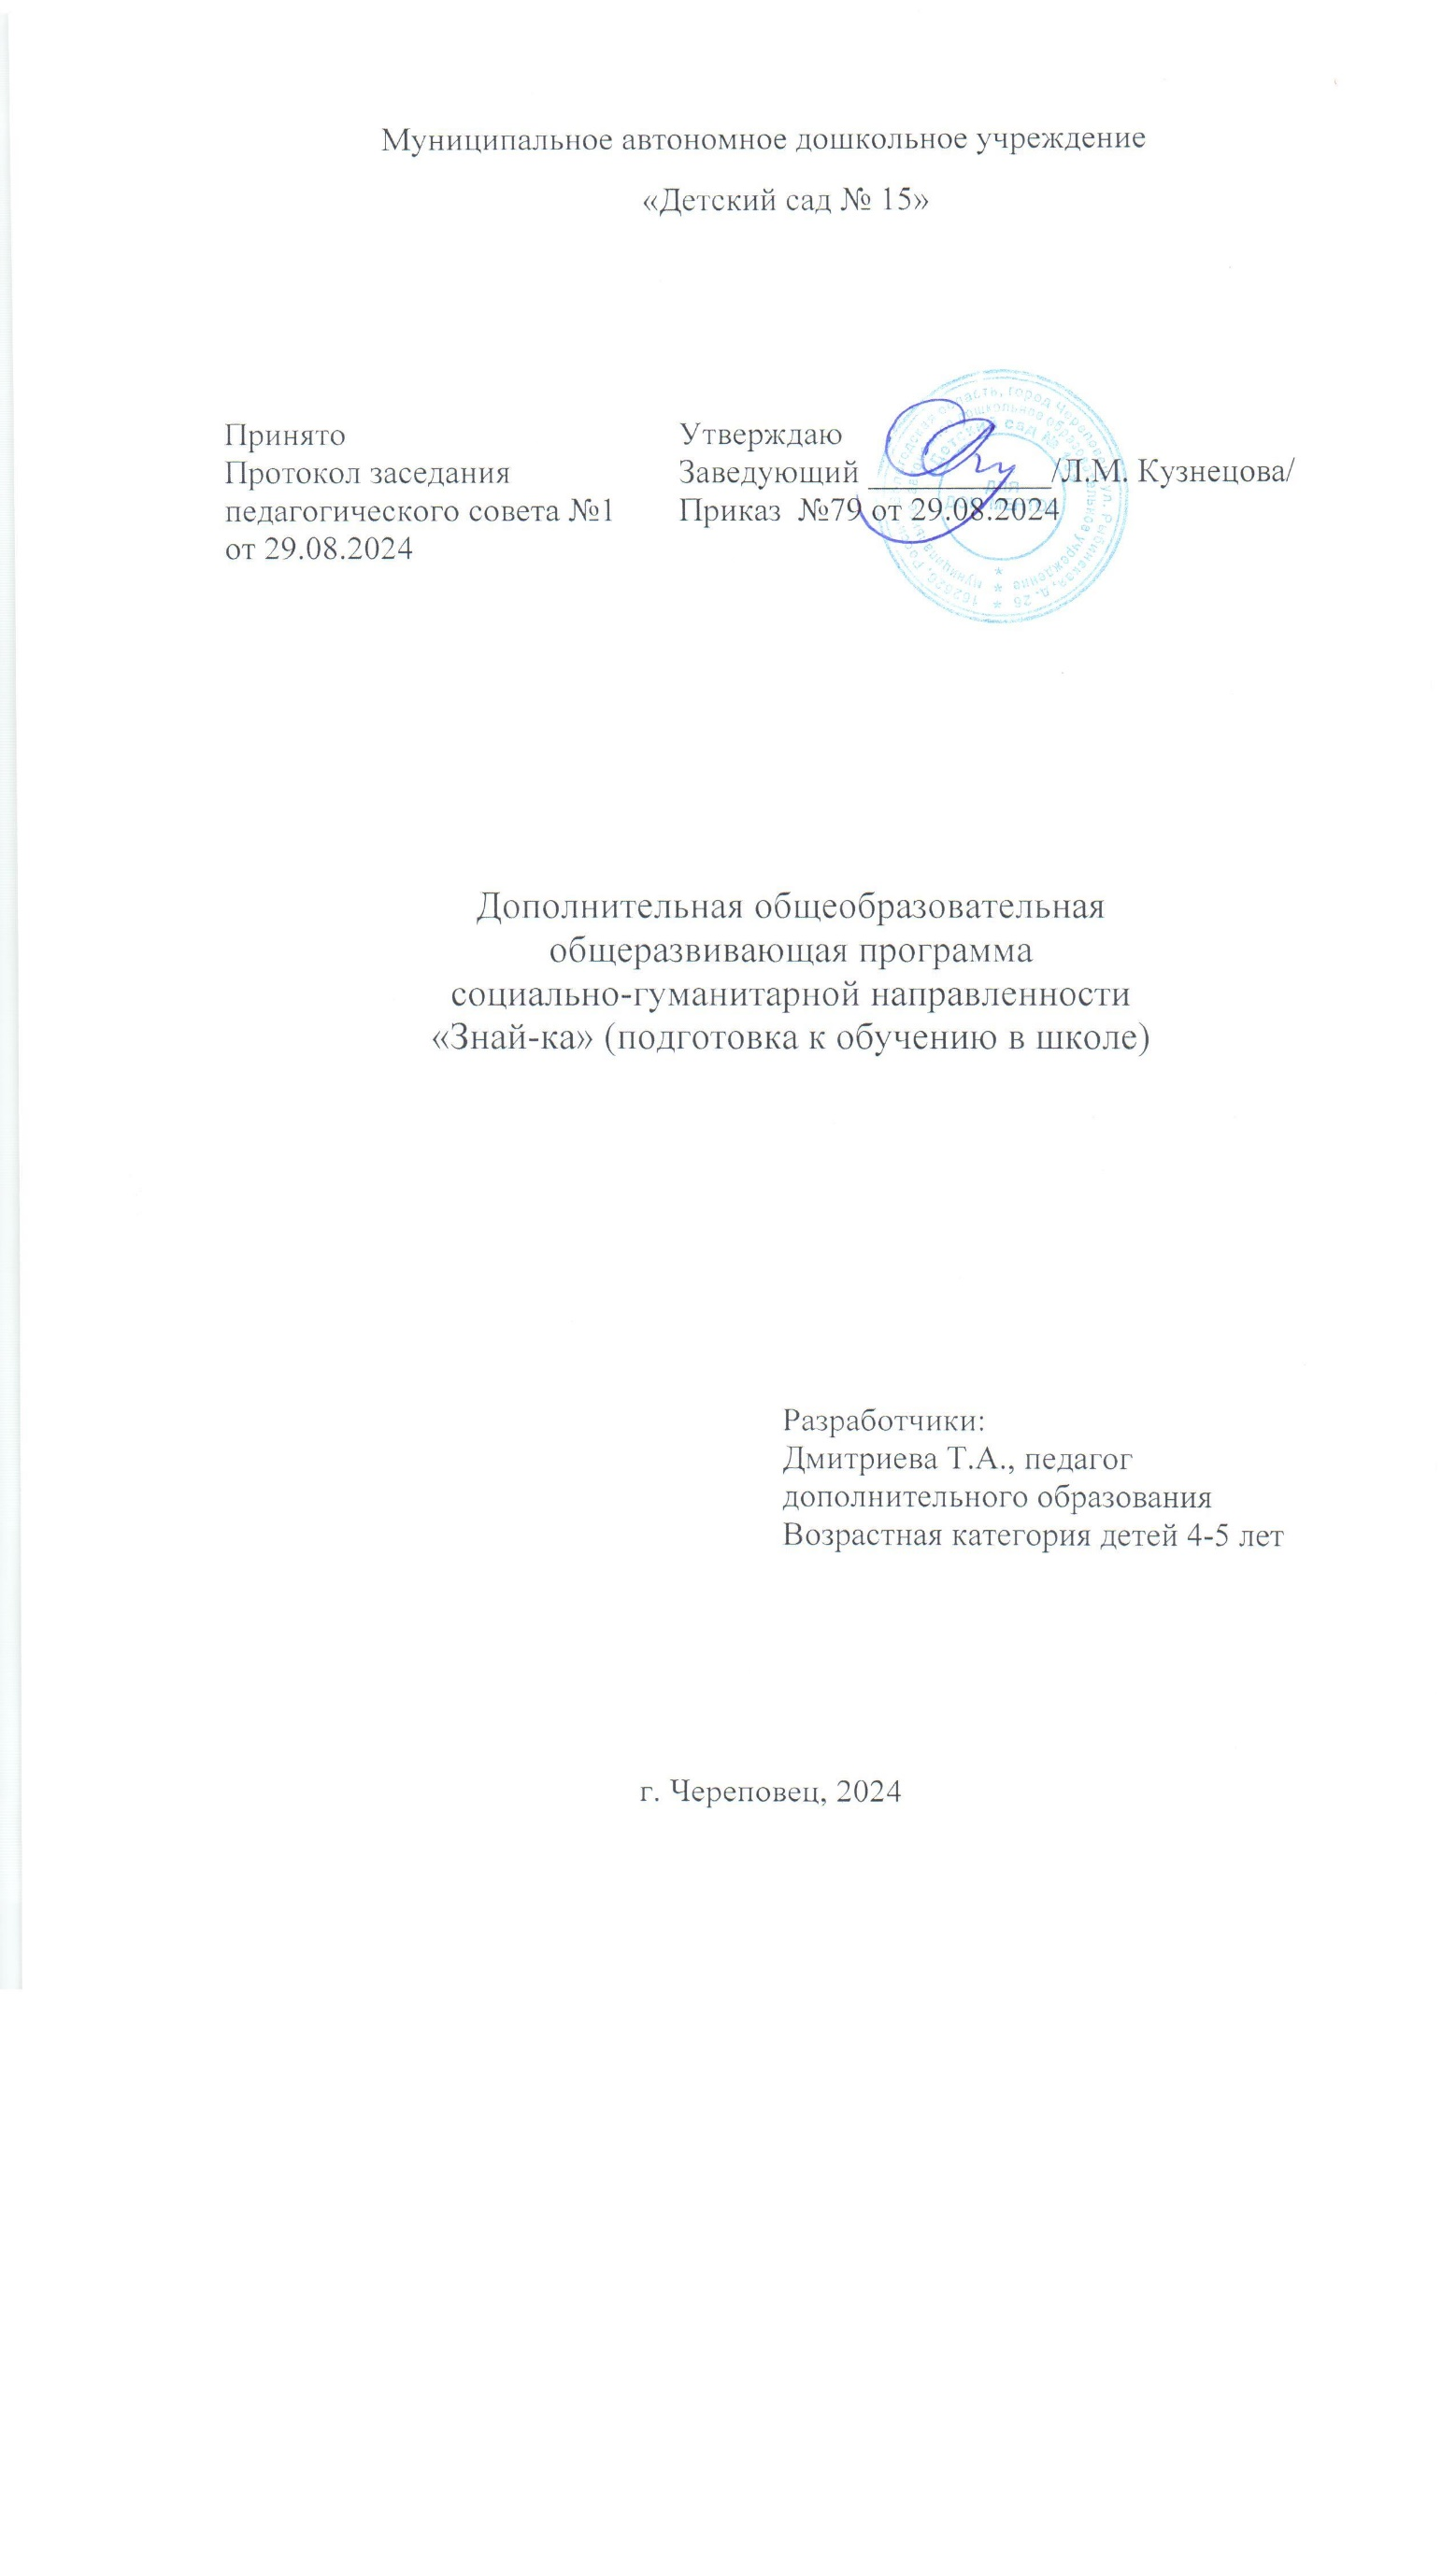 Муниципальное автономное дошкольное учреждение
«Детский сад № 15»
Принято
Протокол заседания
педагогического совета №1
от 29.08.2024
Утверждаю
Заведующий ____________/Л.М. Кузнецова/
Приказ №79 от 29.08.2024
Дополнительная общеобразовательная
общеразвивающая программа
социально-гуманитарной направленности
«Знай-ка» (подготовка к обучению в школе)
Разработчики:
Дмитриева Т.А., педагог
дополнительного образования
Возрастная категория детей 4-5 лет
г. Череповец, 2024